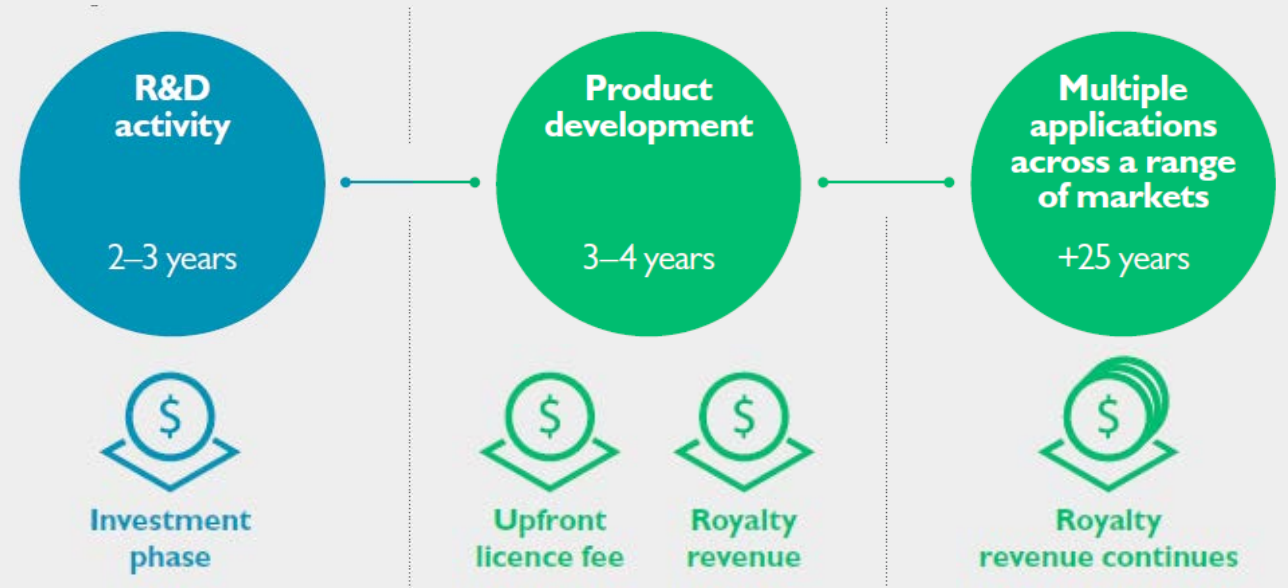 R&D
activity
2–3 years
Product
development
3–4 years
Multiple
applications
across a range
of markets
+25 years
$
Investment
phase
$
Upfront
licence fee
$
Royalty
revenue
$
Royalty
revenue continues